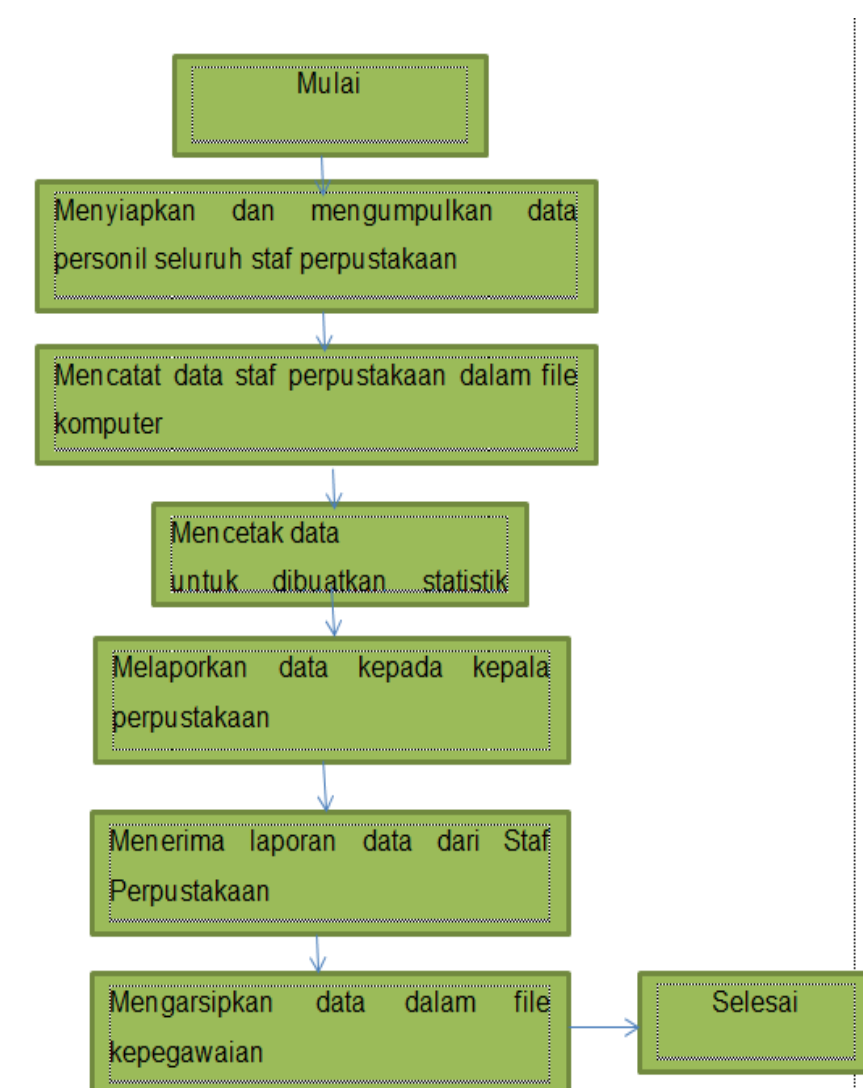 Mulai
Menyiapkan dan mengumpulkan data
personil seluruh staf perpustakaan
Mencatat data staf perpustakaan dalam file
komputer
Mencetak data
untuk dibuatkan statistik
Melaporkan data kepada kepala
perpustakaan
Menerima laporan data dari Staf
Perpustakaan
Mengarsipkan data dalam file
kepegawaian
Selesai